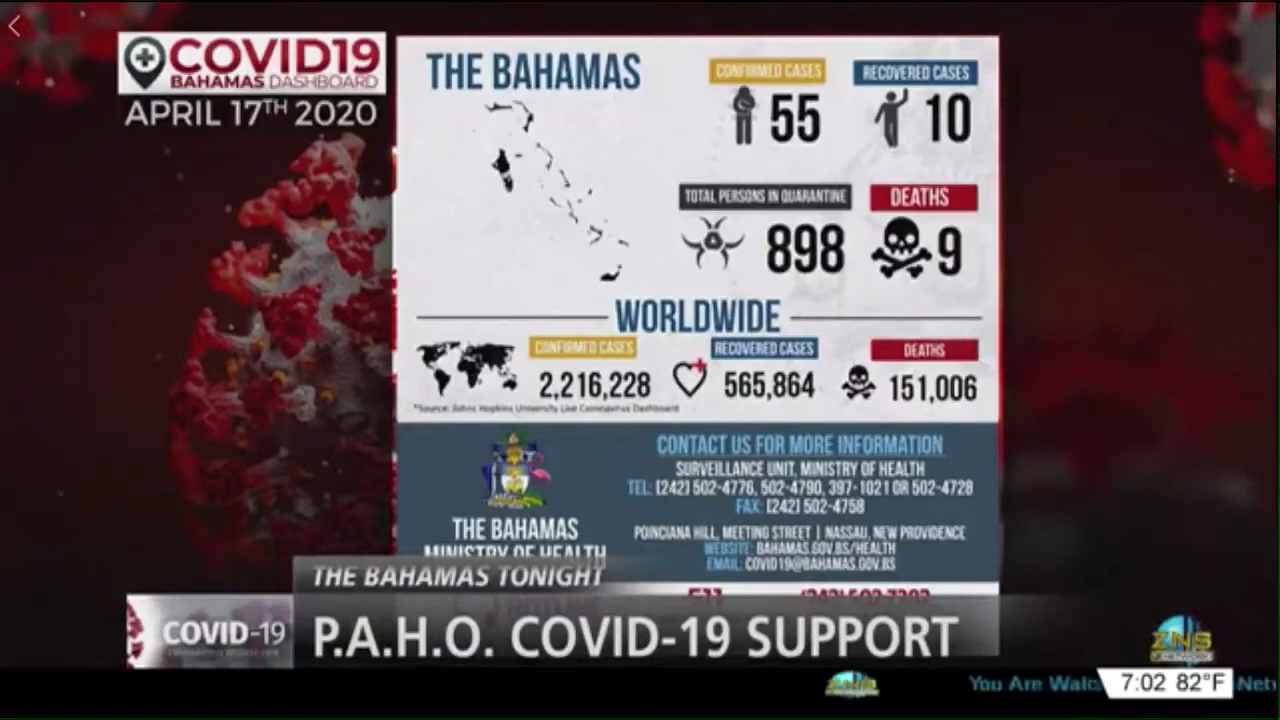 COVID19
BAHAMAS DASHBOARD
APRIL 17TH 2020
THE BAHAMAS
CONFIRMED CASES
55
RECOVERED CASES
10
TOTAL PERSONS IN QUARANTINE
898
DEATHS
9
WORLDWIDE
CONFIRMED CASES
2,216,228
RECOVERED CASES
565,864
DEATHS
151,006
*Source: Johns Hopkins University Live Coronavirus Dashboard
THE BAHAMAS
MINISTRY OF HEALTH
CONTACT US FOR MORE INFORMATION
SURVEILLANCE UNIT, MINISTRY OF HEALTH
TEL: (242) 502-4776, 502-4790, 397-1021 OR 502-4728
FAX: (242) 502-4758
POINCIANA HILL, MEETING STREET | NASSAU, NEW PROVIDENCE
WEBSITE: BAHAMAS.GOV.BS/HEALTH
EMAIL: COVID19@BAHAMAS.GOV.BS
THE BAHAMAS TONIGHT
COVID-19
P.A.H.O. COVID-19 SUPPORT
ZNS
You Are Watc
7:02 82°F
Net